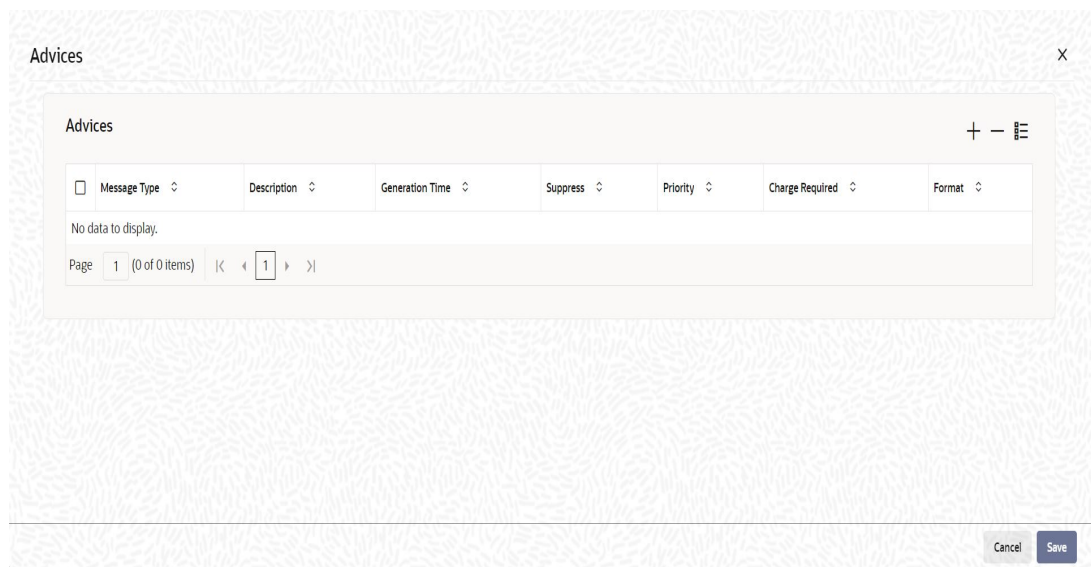 Advices
Advices
Message Type Description Generation Time Suppress Priority Charge Required Format
No data to display.
Page 1 (0 of 0 items) 1
Cancel Save